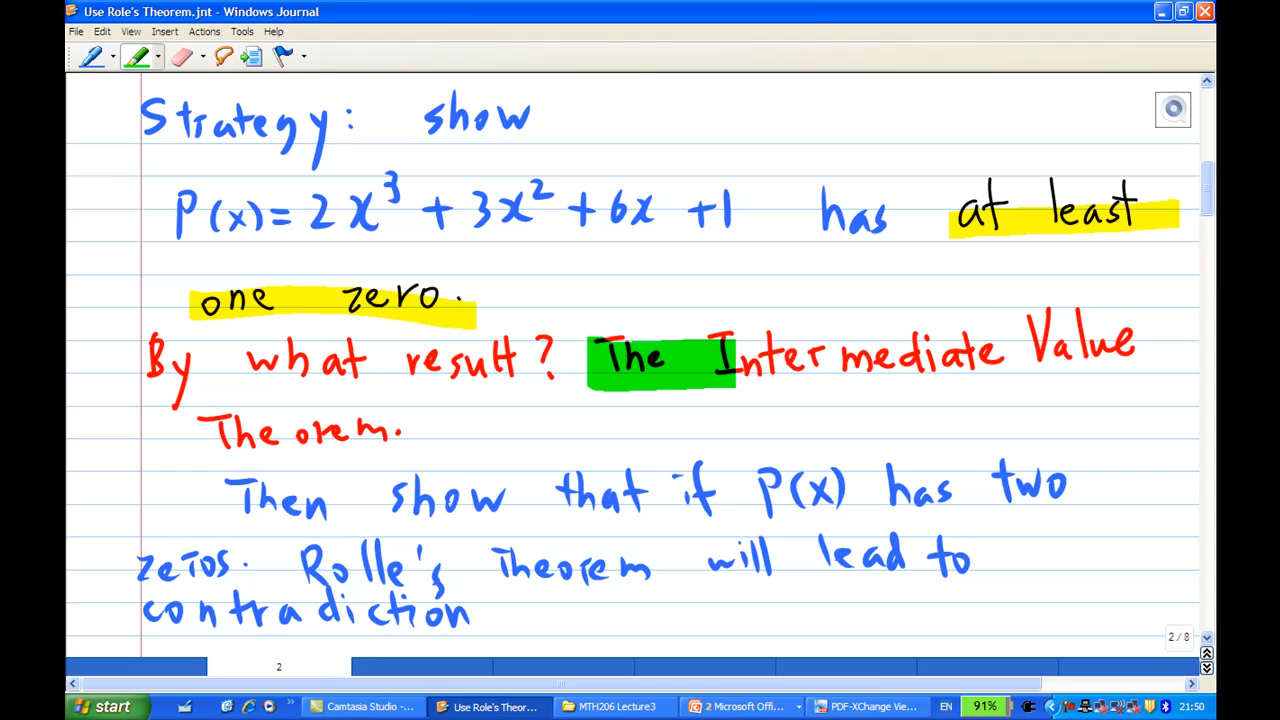 Use Role's Theorem.jnt - Windows Journal
File Edit View Insert Actions Tools Help
Strategy: show
P(x)= 2x³ + 3x² + 6x +1 has at least
one zero.
By what result? The Intermediate Value
Theorem.
Then show that if P(x) has two
zeros. Rolle's Theorem will lead to
contradiction
2 / 8
2
start Camtasia Studio - ... Use Role's Theorem.... MTH206 Lecture3 2 Microsoft Offi... PDF-XChange Vie... EN 91% 21:50